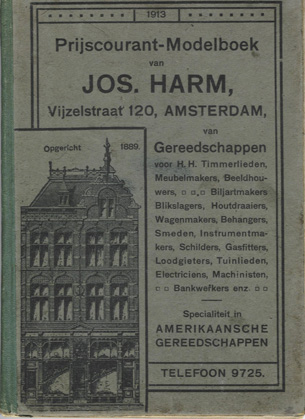 1913
Prijscourant-Modelboek
van
JOS. HARM,
Vijzelstraat 120, AMSTERDAM,
van
Gereedschappen
voor H.H. Timmerlieden,
Meubelmakers, Beeldhou-
wers, ▫ ▫,▫ Biljartmakers
Blikslagers, Houtdraaiers,
Wagenmakers, Behangers,
Smeden, Instrumentma-
kers, Schilders, Gasfitters,
Loodgieters, Tuinlieden,
Electriciens, Machinisten,
▫ ▫ Bankwerkers enz. ▫ ▫
Opgericht 1889.
Specialiteit in
AMERIKAANSCHE
GEREEDSCHAPPEN
TELEFOON 9725.